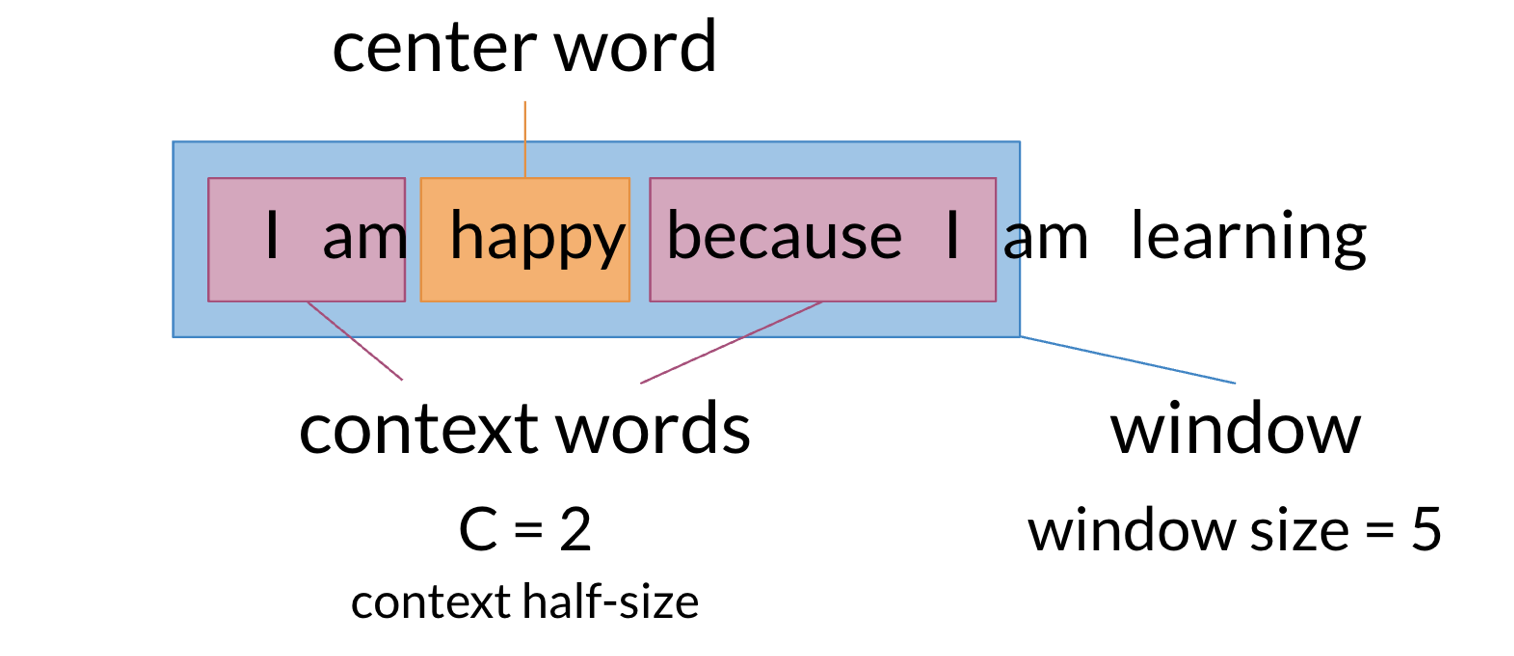 center word
I am happy because I am learning
context words window
C = 2 window size = 5
context half-size